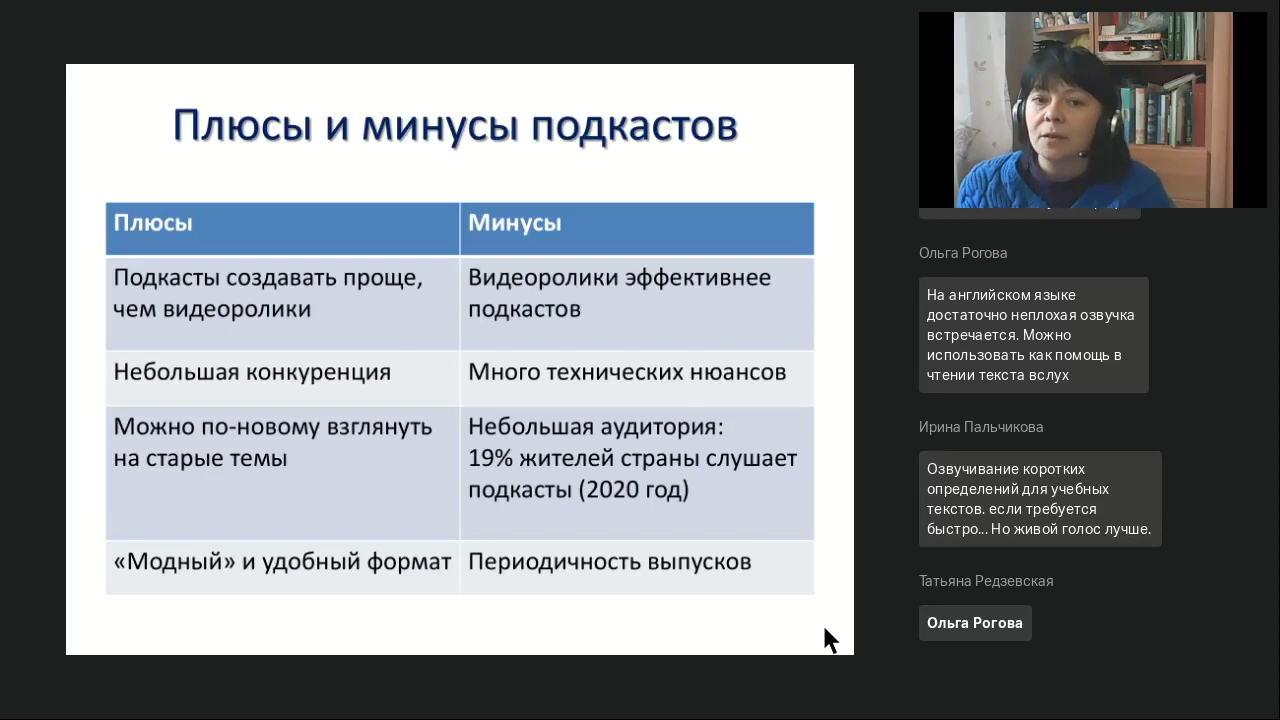 Плюсы и минусы подкастов
Плюсы
Минусы
Подкасты создавать проще,
чем видеоролики
Видеоролики эффективнее
подкастов
Небольшая конкуренция
Много технических нюансов
Можно по-новому взглянуть
на старые темы
Небольшая аудитория:
19% жителей страны слушает
подкасты (2020 год)
«Модный» и удобный формат
Периодичность выпусков
Ольга Рогова
На английском языке
достаточно неплохая озвучка
встречается. Можно
использовать как помощь в
чтении текста вслух
Ирина Пальчикова
Озвучивание коротких
определений для учебных
текстов. если требуется
быстро... Но живой голос лучше.
Татьяна Редзевская
Ольга Рогова